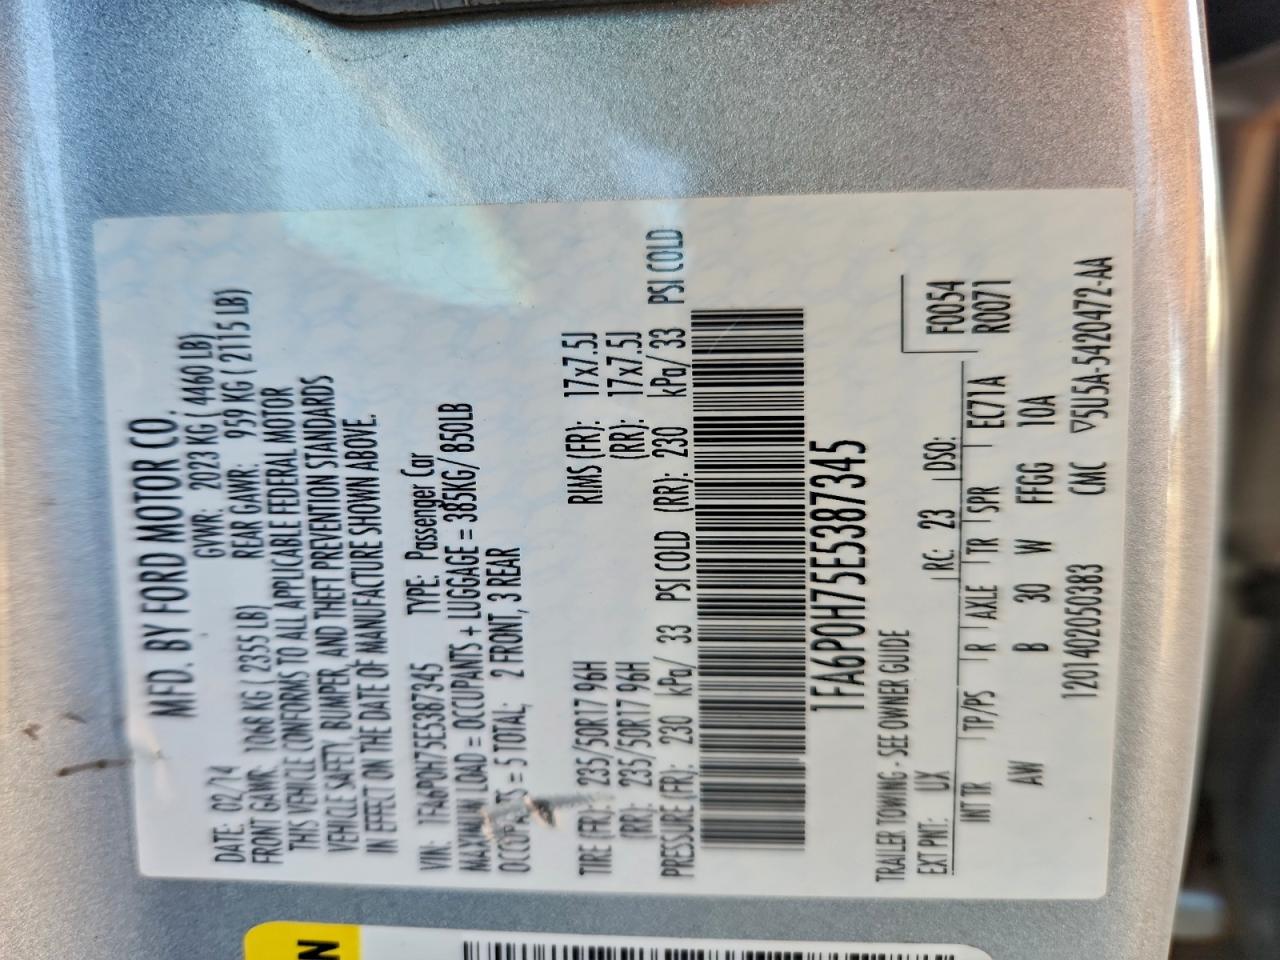 MFD. BY FORD MOTOR CO.
DATE: 02/14 GVWR: 2023 KG ( 4460 LB)
FRONT GAWR: 1068 KG ( 2355 LB) REAR GAWR: 959 KG ( 2115 LB)
THIS VEHICLE CONFORMS TO ALL APPLICABLE FEDERAL MOTOR
VEHICLE SAFETY, BUMPER, AND THEFT PREVENTION STANDARDS
IN EFFECT ON THE DATE OF MANUFACTURE SHOWN ABOVE.
VIN: 1FA6P0H75E5387345 TYPE: Passenger Car
MAXIMUM LOAD = OCCUPANTS + LUGGAGE = 385KG/ 850LB
OCCUPANTS = 5 TOTAL, 2 FRONT, 3 REAR
TIRE (FR): 235/50R17 96H RIMS (FR): 17x7.5J
(RR): 235/50R17 96H (RR): 17x7.5J
PRESSURE (FR): 230 kPa/ 33 PSI COLD (RR): 230 kPa/ 33 PSI COLD
1FA6P0H75E5387345
TRAILER TOWING - SEE OWNER GUIDE
EXT PNT: UX RC: 23 DSO: F0054
R0071
INT TR TP/PS R AXLE TR SPR EC71A
AW B 30 W FFGG 10A
1201402050383 CMC ▽5U5A-5420472-AA
N